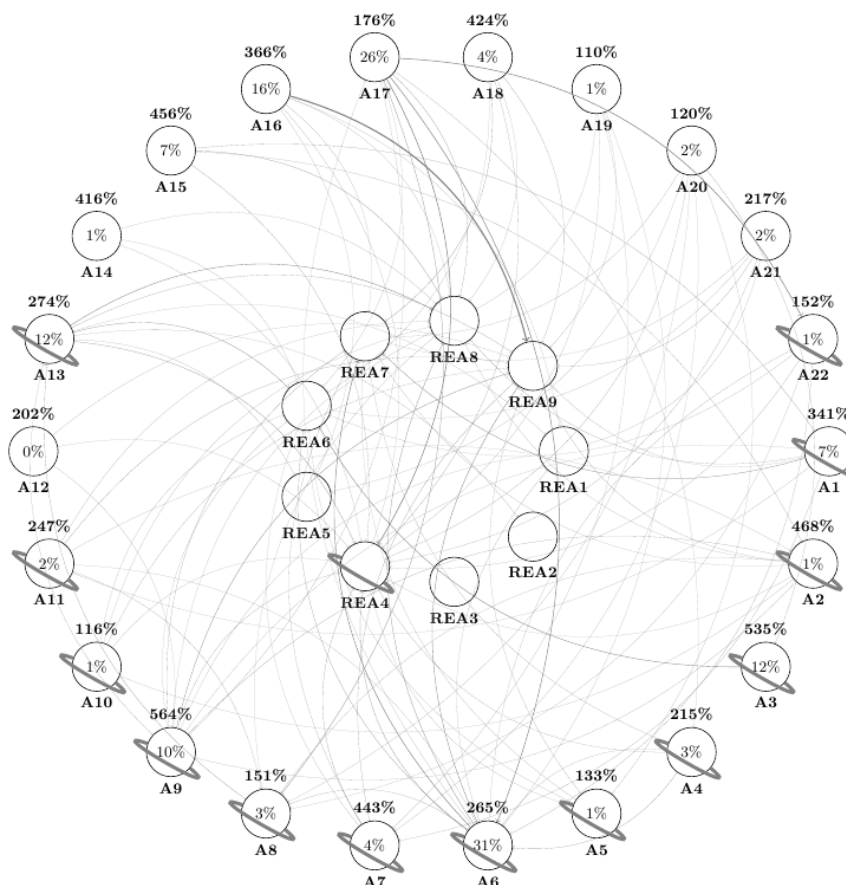 176%
26%
A17
424%
4%
A18
366%
16%
A16
110%
1%
A19
456%
7%
A15
120%
2%
A20
416%
1%
A14
217%
2%
A21
274%
12%
A13
152%
1%
A22
REA7
REA8
REA9
202%
0%
A12
REA6
REA1
341%
7%
A1
247%
2%
A11
REA5
REA2
468%
1%
A2
REA4
REA3
116%
1%
A10
535%
12%
A3
564%
10%
A9
215%
3%
A4
151%
3%
A8
133%
1%
A5
443%
4%
A7
265%
31%
A6